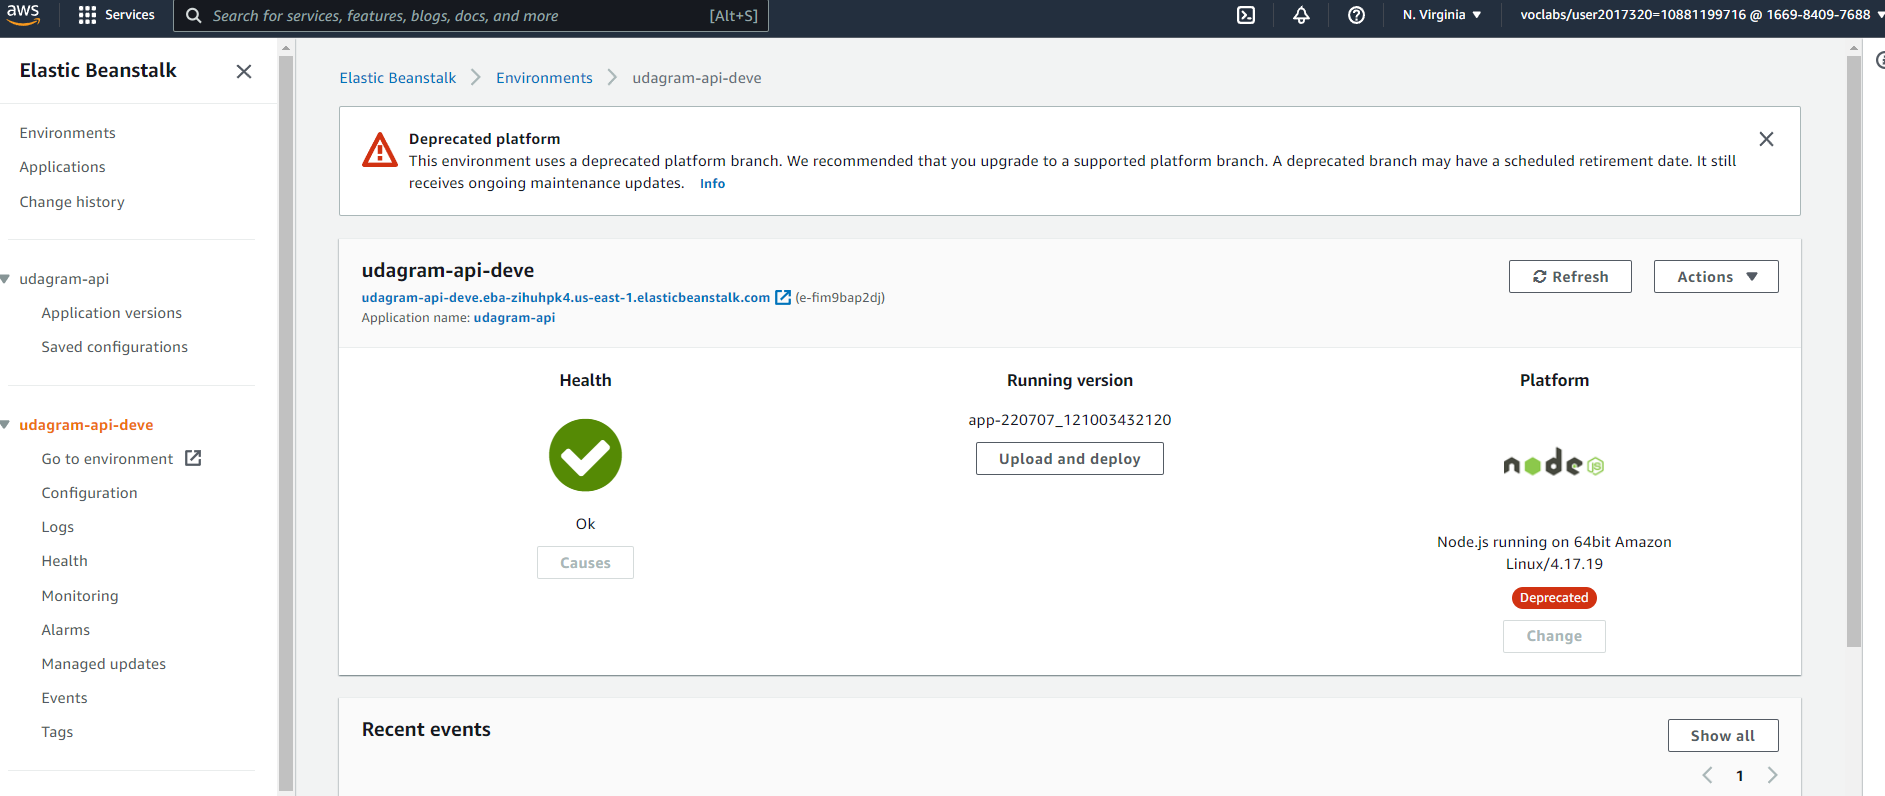 aws
Services
Search for services, features, blogs, docs, and more
[Alt+S]
N. Virginia
voclabs/user2017320=10881199716 @ 1669-8409-7688
Elastic Beanstalk
Environments
Applications
Change history
udagram-api
Application versions
Saved configurations
udagram-api-deve
Go to environment
Configuration
Logs
Health
Monitoring
Alarms
Managed updates
Events
Tags
Elastic Beanstalk
Environments
udagram-api-deve
Deprecated platform
This environment uses a deprecated platform branch. We recommended that you upgrade to a supported platform branch. A deprecated branch may have a scheduled retirement date. It still
receives ongoing maintenance updates. Info
udagram-api-deve
udagram-api-deve.eba-zihuhpk4.us-east-1.elasticbeanstalk.com (e-fim9bap2dj)
Application name: udagram-api
Refresh
Actions
Health
Ok
Causes
Running version
app-220707_121003432120
Upload and deploy
Platform
node JS
Node.js running on 64bit Amazon
Linux/4.17.19
Deprecated
Change
Recent events
Show all
1